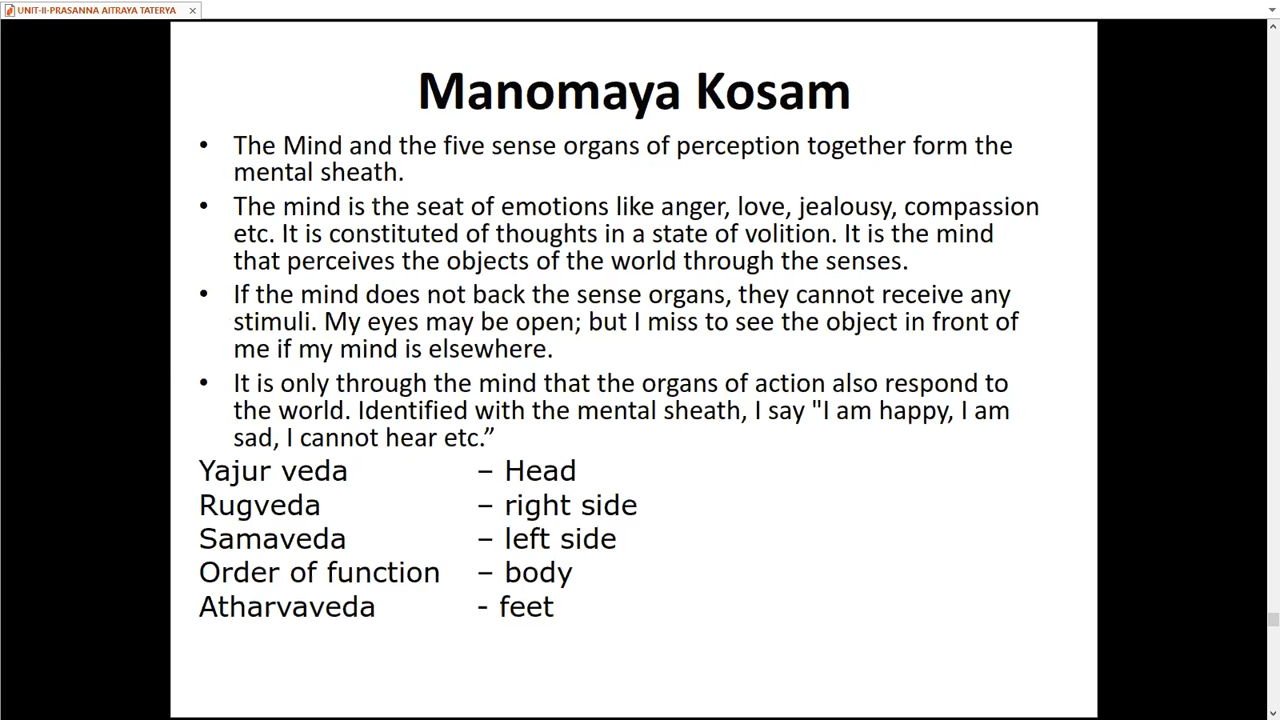 UNIT-II-PRASANNA AITRAYA TATERYA
Manomaya Kosam
• The Mind and the five sense organs of perception together form the
mental sheath.
• The mind is the seat of emotions like anger, love, jealousy, compassion
etc. It is constituted of thoughts in a state of volition. It is the mind
that perceives the objects of the world through the senses.
• If the mind does not back the sense organs, they cannot receive any
stimuli. My eyes may be open; but I miss to see the object in front of
me if my mind is elsewhere.
• It is only through the mind that the organs of action also respond to
the world. Identified with the mental sheath, I say "I am happy, I am
sad, I cannot hear etc.”
Yajur veda – Head
Rugveda – right side
Samaveda – left side
Order of function – body
Atharvaveda - feet